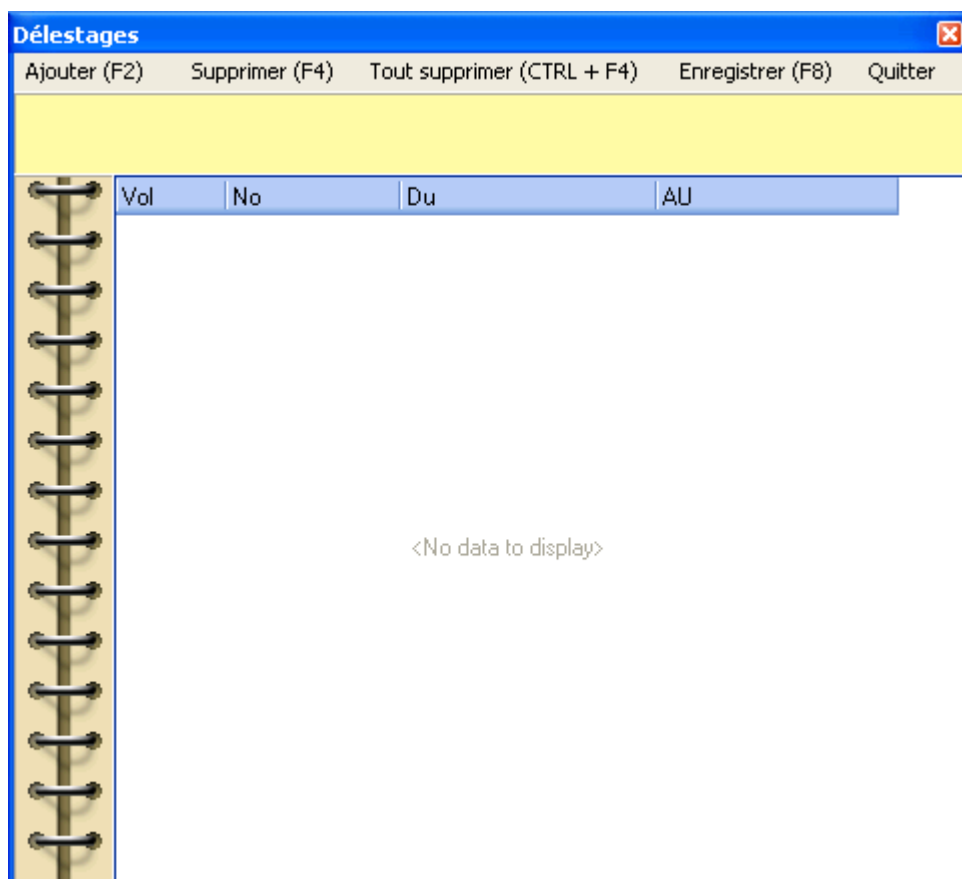 Délestages
Ajouter (F2) Supprimer (F4) Tout supprimer (CTRL + F4) Enregistrer (F8) Quitter
Vol No Du AU
<No data to display>